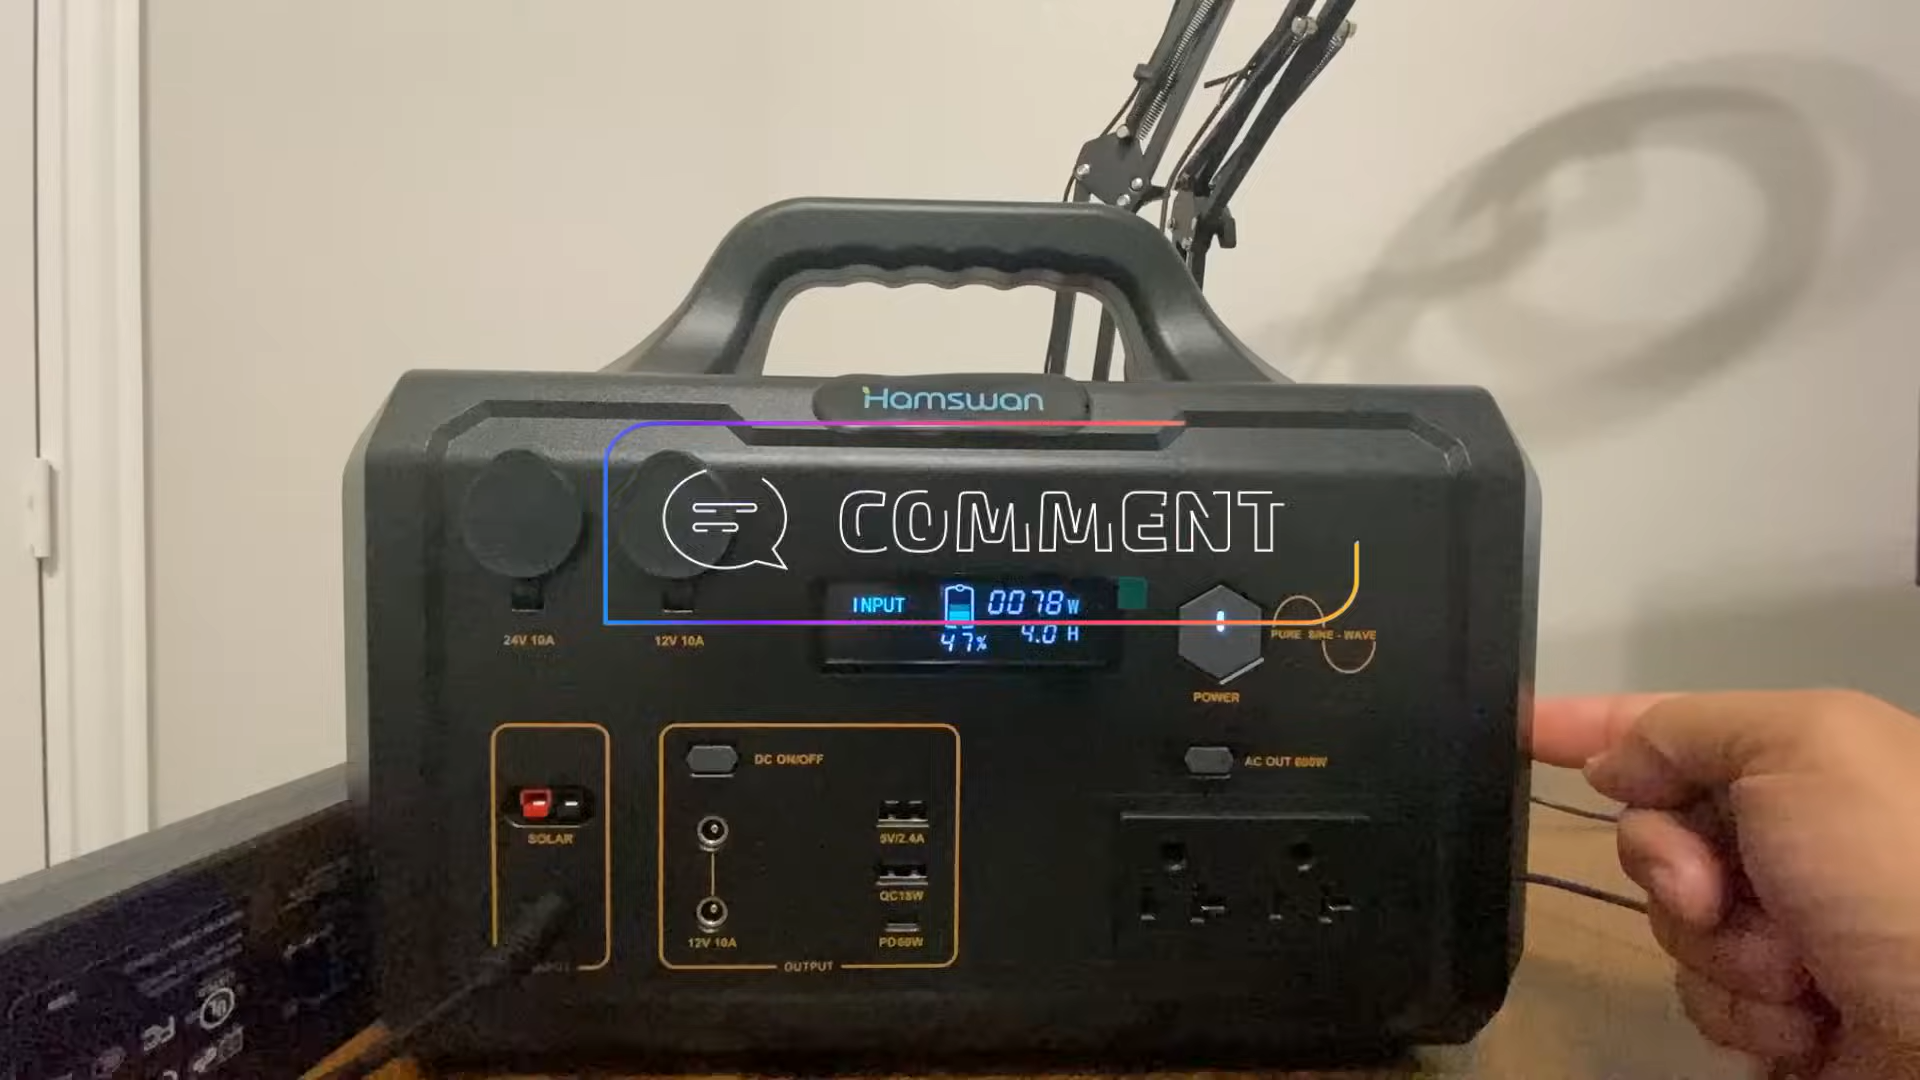 Hamswan
COMMENT
INPUT
0078W
47%
4.0 H
24V 10A
12V 10A
PURE SINE-WAVE
POWER
DC ON/OFF
AC OUT 600W
SOLAR
5V/2.4A
QC18W
12V 10A
PD60W
OUTPUT